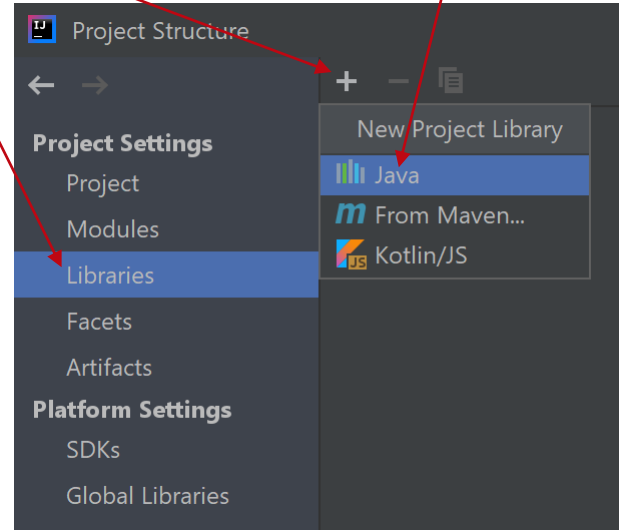 IJ
Project Structure
Project Settings
Project
Modules
Libraries
Facets
Artifacts
Platform Settings
SDKs
Global Libraries
New Project Library
Java
m From Maven...
JS Kotlin/JS